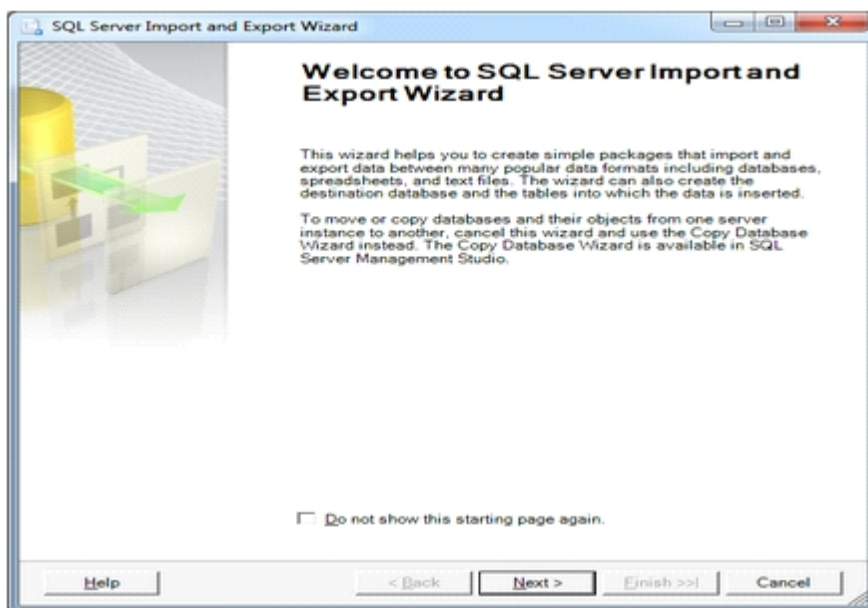 SQL Server Import and Export Wizard
Welcome to SQL Server Import and
Export Wizard
This wizard helps you to create simple packages that import and
export data between many popular data formats including databases,
spreadsheets, and text files. The wizard can also create the
destination database and the tables into which the data is inserted.
To move or copy databases and their objects from one server
instance to another, cancel this wizard and use the Copy Database
Wizard instead. The Copy Database Wizard is available in SQL
Server Management Studio.
Do not show this starting page again.
Help
< Back
Next >
Finish >>|
Cancel